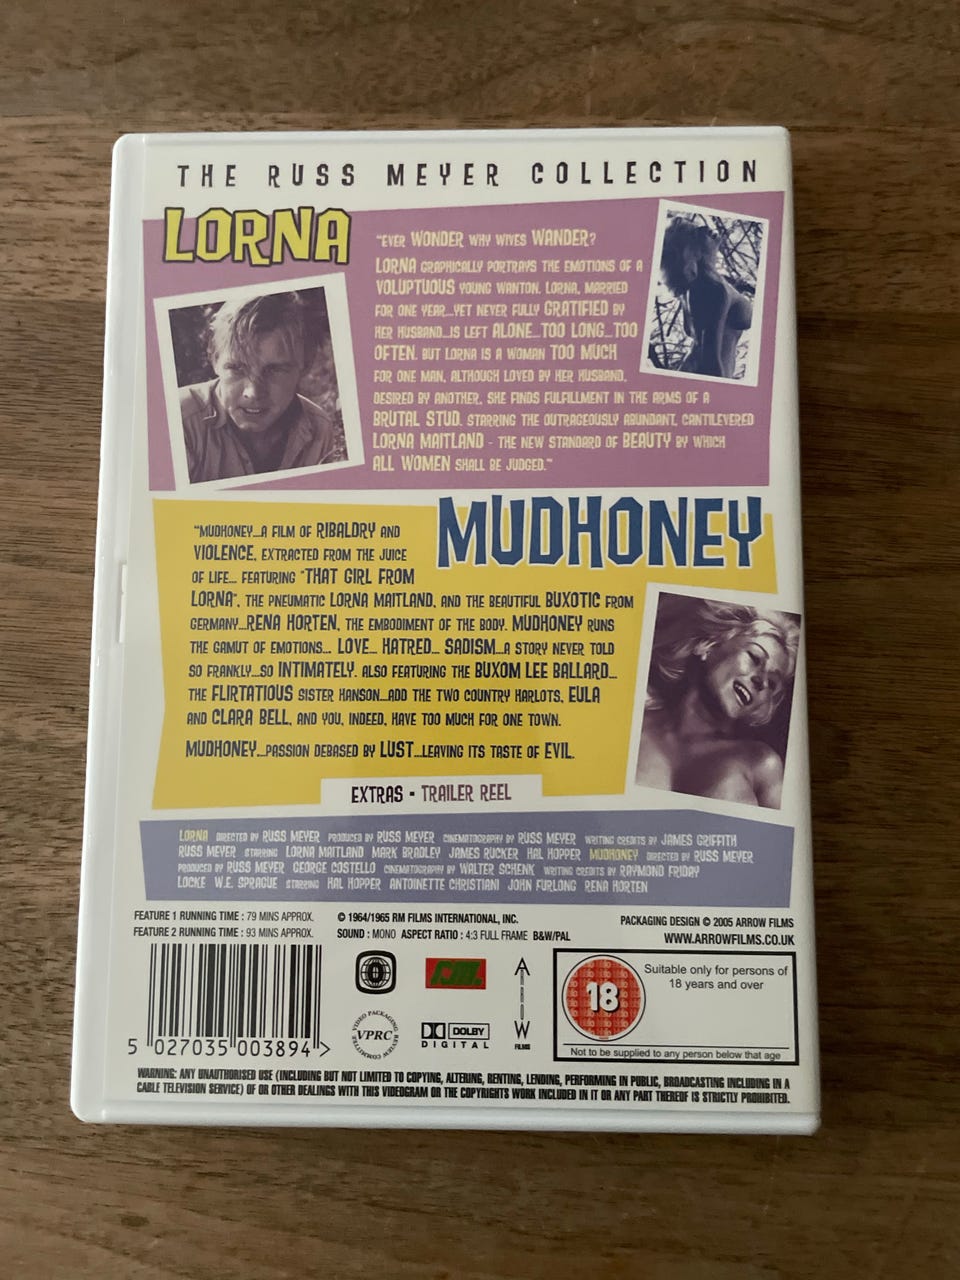 THE RUSS MEYER COLLECTION
LORNA
"EVER WONDER WHY WIVES WANDER?
LORNA GRAPHICALLY PORTRAYS THE EMOTIONS OF A
VOLUPTUOUS YOUNG WANTON, LORNA, MARRIED
FOR ONE YEAR...YET NEVER FULLY GRATIFIED BY
HER HUSBAND...IS LEFT ALONE...TOO LONG...TOO
OFTEN. BUT LORNA IS A WOMAN TOO MUCH
FOR ONE MAN, ALTHOUGH LOVED BY HER HUSBAND,
DESIRED BY ANOTHER, SHE FINDS FULFILLMENT IN THE ARMS OF A
BRUTAL STUD. STARRING THE OUTRAGEOUSLY ABUNDANT, CANTILEVERED
LORNA MAITLAND - THE NEW STANDARD OF BEAUTY BY WHICH
ALL WOMEN SHALL BE JUDGED."
MUDHONEY
"MUDHONEY...A FILM OF RIBALDRY AND
VIOLENCE, EXTRACTED FROM THE JUICE
OF LIFE... FEATURING "THAT GIRL FROM
LORNA", THE PNEUMATIC LORNA MAITLAND, AND THE BEAUTIFUL BUXOTIC FROM
GERMANY...RENA HORTEN, THE EMBODIMENT OF THE BODY. MUDHONEY RUNS
THE GAMUT OF EMOTIONS... LOVE... HATRED... SADISM...A STORY NEVER TOLD
SO FRANKLY...SO INTIMATELY. ALSO FEATURING THE BUXOM LEE BALLARD...
THE FLIRTATIOUS SISTER HANSON...ADD THE TWO COUNTRY HARLOTS, EULA
AND CLARA BELL, AND YOU, INDEED, HAVE TOO MUCH FOR ONE TOWN.
MUDHONEY...PASSION DEBASED BY LUST...LEAVING ITS TASTE OF EVIL.
EXTRAS - TRAILER REEL
LORNA DIRECTED BY RUSS MEYER PRODUCED BY RUSS MEYER CINEMATOGRAPHY BY RUSS MEYER WRITING CREDITS BY JAMES GRIFFITH
RUSS MEYER STARRING LORNA MAITLAND MARK BRADLEY JAMES RUCKER HAL HOPPER MUDHONEY DIRECTED BY RUSS MEYER
PRODUCED BY RUSS MEYER GEORGE COSTELLO CINEMATOGRAPHY BY WALTER SCHENK WRITING CREDITS BY RAYMOND FRIDAY
LOCKE W.E. SPRAGUE STARRING HAL HOPPER ANTOINETTE CHRISTIANI JOHN FURLONG RENA HORTEN
FEATURE 1 RUNNING TIME : 79 MINS APPROX.
FEATURE 2 RUNNING TIME : 93 MINS APPROX.
© 1964/1965 RM FILMS INTERNATIONAL, INC.
SOUND : MONO ASPECT RATIO : 4:3 FULL FRAME B&W/PAL
PACKAGING DESIGN © 2005 ARROW FILMS
WWW.ARROWFILMS.CO.UK
5 027035 003894 >
VIDEO PACKAGING REVIEW COMMITTEE
VPRC
DOLBY
DIGITAL
ARROW
FILMS
18
Suitable only for persons of
18 years and over
Not to be supplied to any person below that age
WARNING: ANY UNAUTHORISED USE (INCLUDING BUT NOT LIMITED TO COPYING, ALTERING, RENTING, LENDING, PERFORMING IN PUBLIC, BROADCASTING INCLUDING IN A
CABLE TELEVISION SERVICE) OF OR OTHER DEALINGS WITH THIS VIDEOGRAM OR THE COPYRIGHTS WORK INCLUDED IN IT OR ANY PART THEREOF IS STRICTLY PROHIBITED.